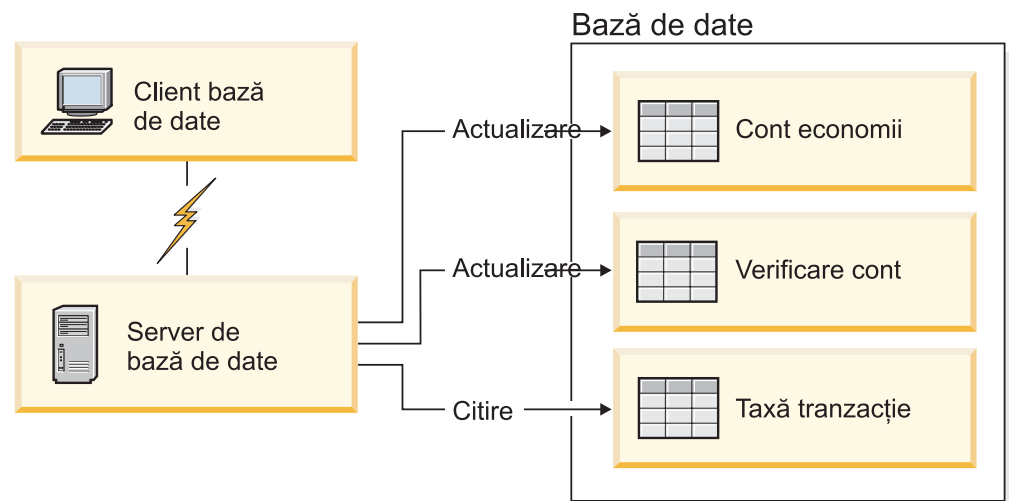 Bază de date
Client bază
de date
Actualizare
Cont economii
Actualizare
Verificare cont
Server de
bază de date
Citire
Taxă tranzacție